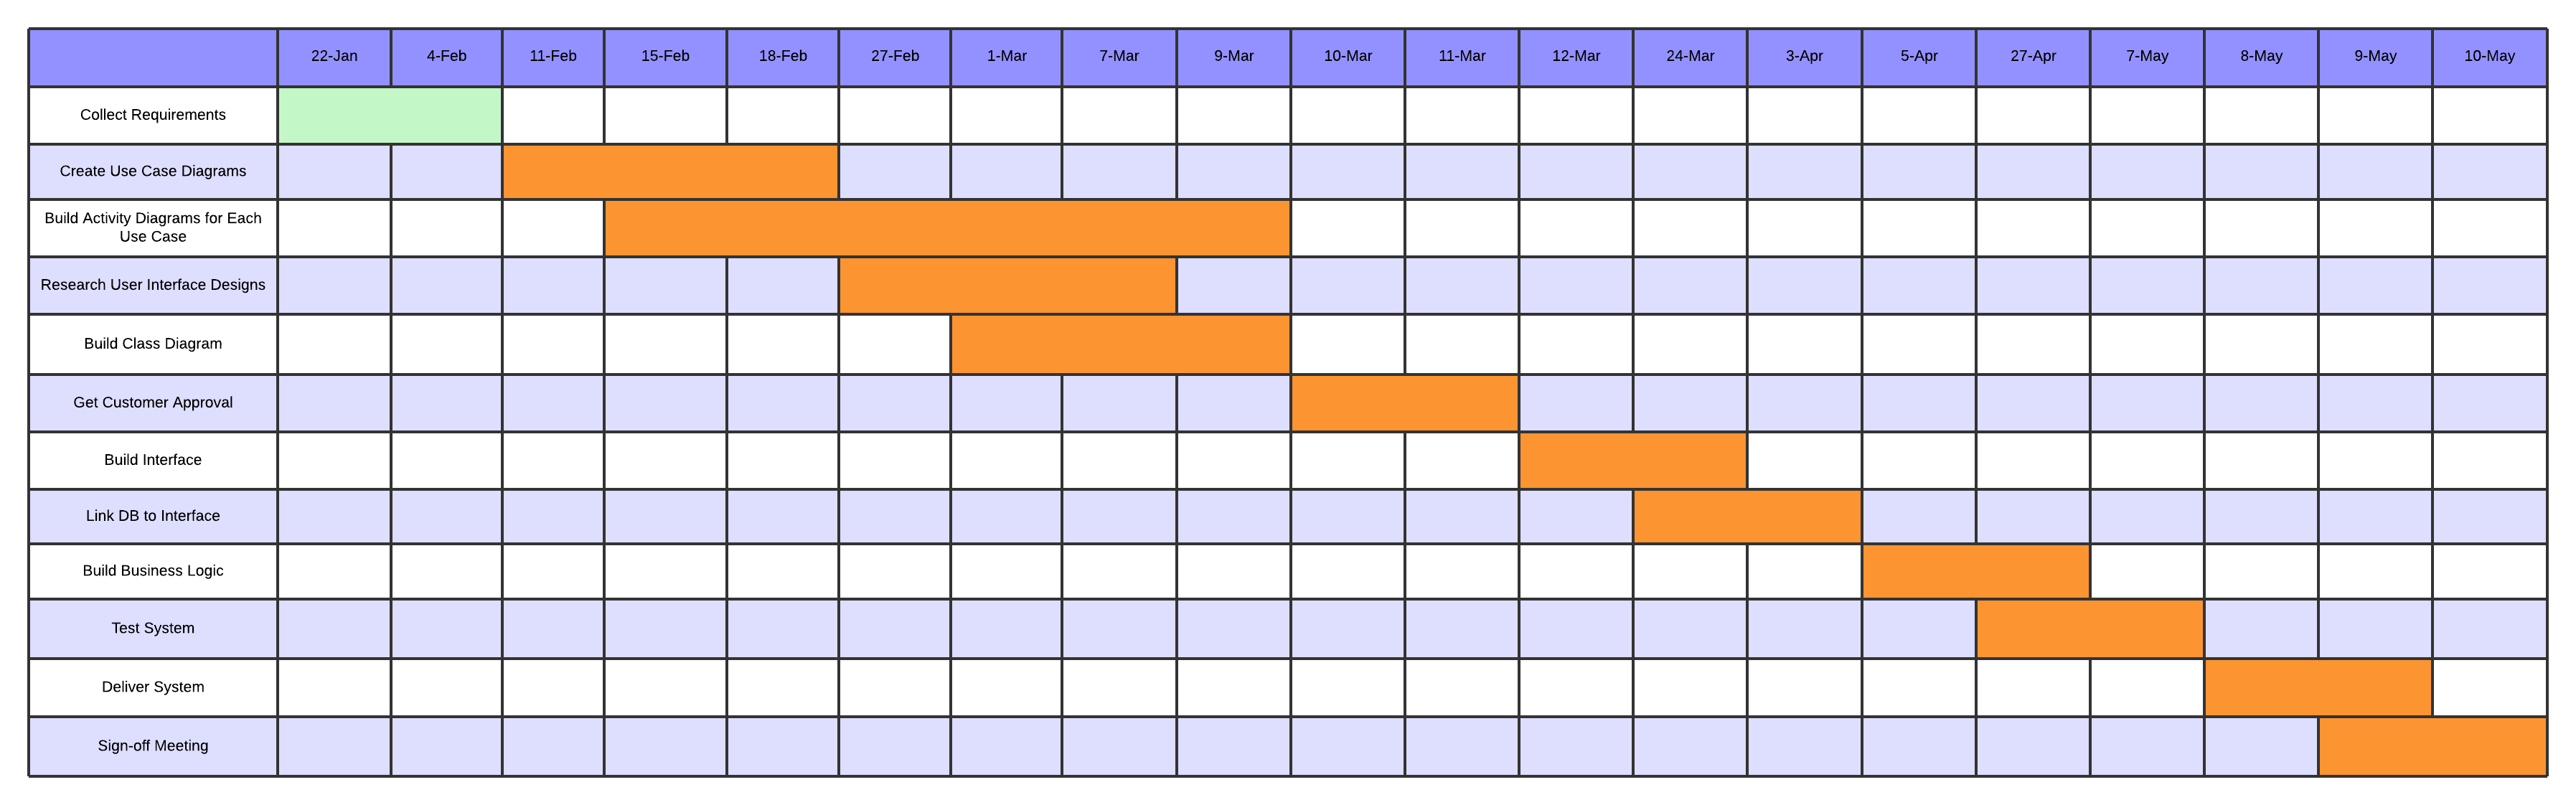 22-Jan 4-Feb 11-Feb 15-Feb 18-Feb 27-Feb 1-Mar 7-Mar 9-Mar 10-Mar 11-Mar 12-Mar 24-Mar 3-Apr 5-Apr 27-Apr 7-May 8-May 9-May 10-May
Collect Requirements
Create Use Case Diagrams
Build Activity Diagrams for Each
Use Case
Research User Interface Designs
Build Class Diagram
Get Customer Approval
Build Interface
Link DB to Interface
Build Business Logic
Test System
Deliver System
Sign-off Meeting